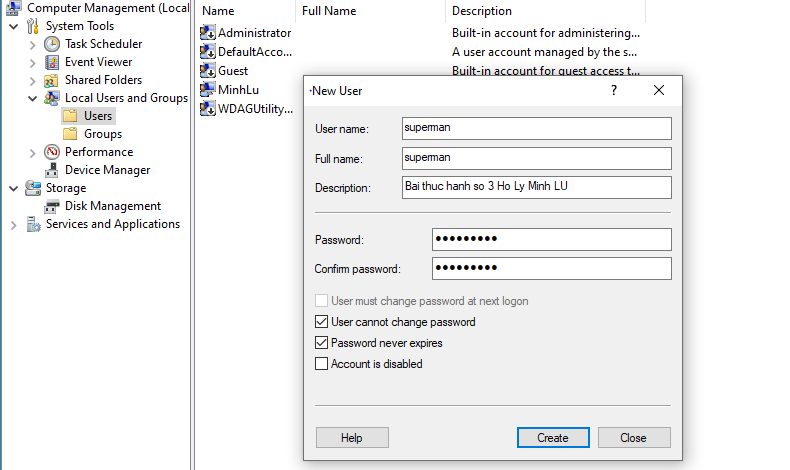 Computer Management (Local
System Tools
Task Scheduler
Event Viewer
Shared Folders
Local Users and Groups
Users
Groups
Performance
Device Manager
Storage
Disk Management
Services and Applications
Name Full Name Description
Administrator Built-in account for administering...
DefaultAcco... A user account managed by the s...
Guest Built-in account for guest access t...
MinhLu
WDAGUtility...
New User ?
User name: superman
Full name: superman
Description: Bai thuc hanh so 3 Ho Ly Minh LU
Password: •••••••••
Confirm password: •••••••••
User must change password at next logon
User cannot change password
Password never expires
Account is disabled
Help Create Close